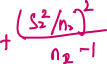 + (S₂²/n₂)²
n₂ -1